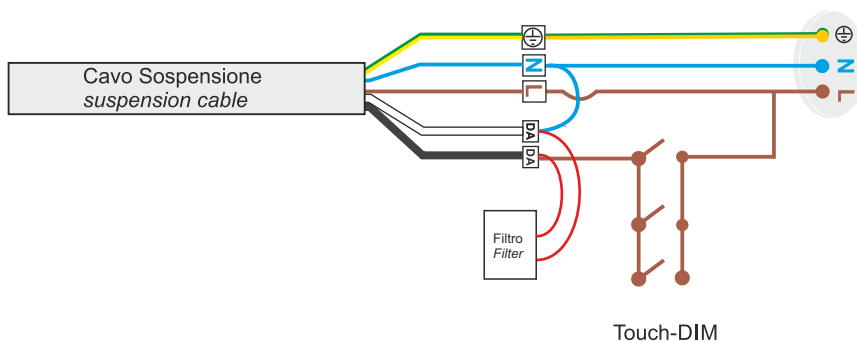 Cavo Sospensione
suspension cable
N
L
DA
DA
N
L
Filtro
Filter
Touch-DIM